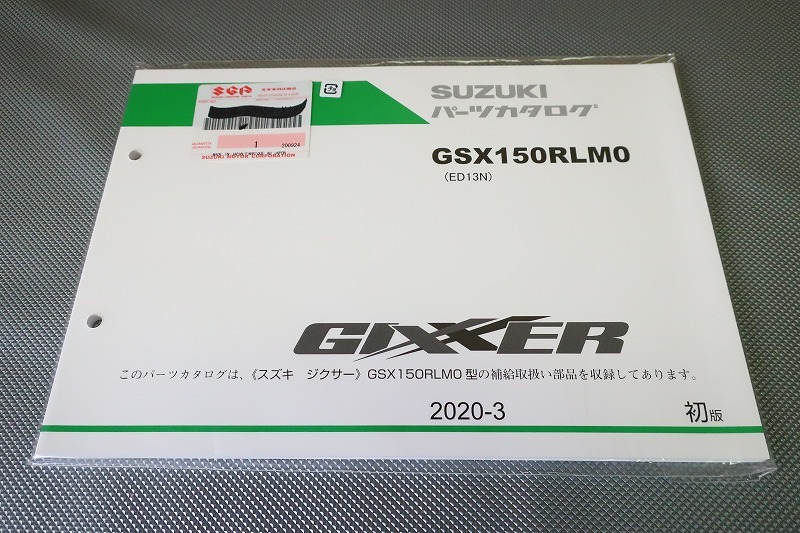 SUZUKI
パーツカタログ
GSX150RLM0
(ED13N)
SGP
1
200924
SUZUKI MOTOR CORPORATION
GIXXER
このパーツカタログは、《スズキ ジクサー》GSX150RLM0型の補給取扱い部品を収録してあります。
2020-3
初版